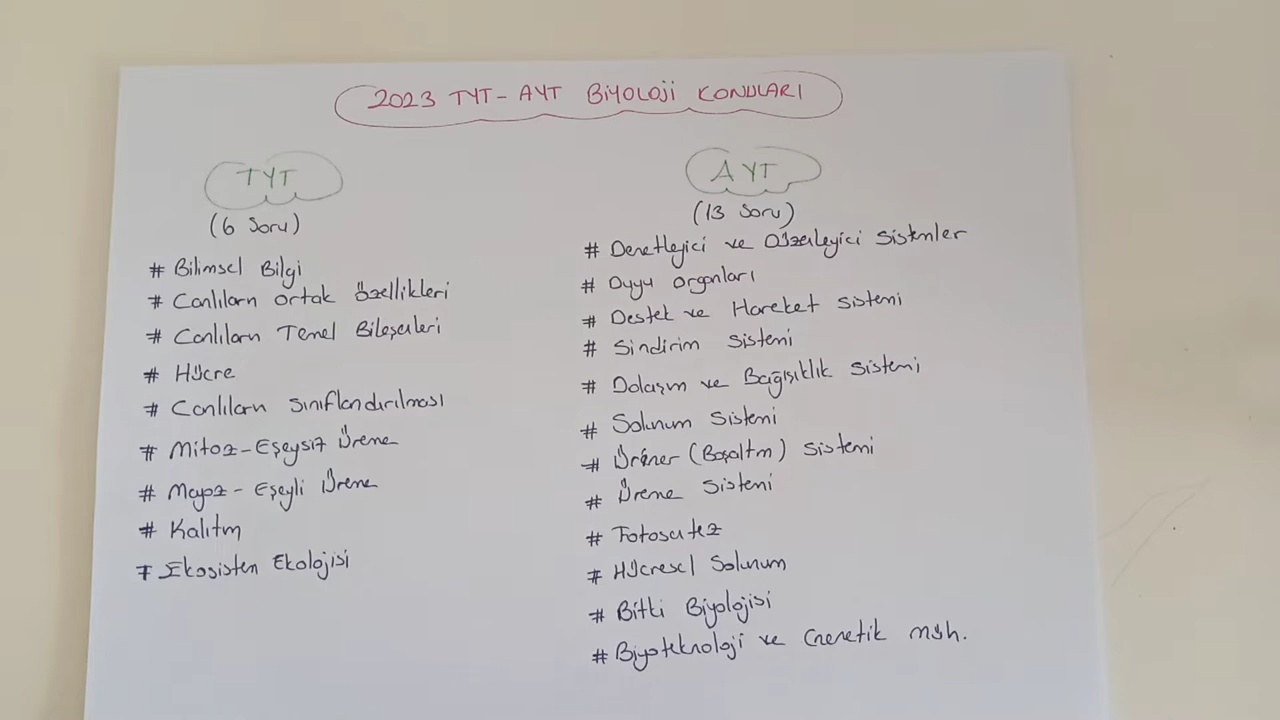 2023 TYT-AYT BİYOLOJİ KONULARI
TYT
(6 Soru)
# Bilimsel Bilgi
# Canlıların Ortak Özellikleri
# Canlıların Temel Bileşenleri
# Hücre
# Canlıların Sınıflandırılması
# Mitoz-Eşeysiz Üreme
# Mayoz-Eşeyli Üreme
# Kalıtım
# Ekosistem Ekolojisi
AYT
(13 Soru)
# Denetleyici ve Düzenleyici Sistemler
# Duyu Organları
# Destek ve Hareket Sistemi
# Sindirim Sistemi
# Dolaşım ve Bağışıklık Sistemi
# Solunum Sistemi
# Üriner (Boşaltım) Sistemi
# Üreme Sistemi
# Fotosentez
# Hücresel Solunum
# Bitki Biyolojisi
# Biyoteknoloji ve Genetik müh.